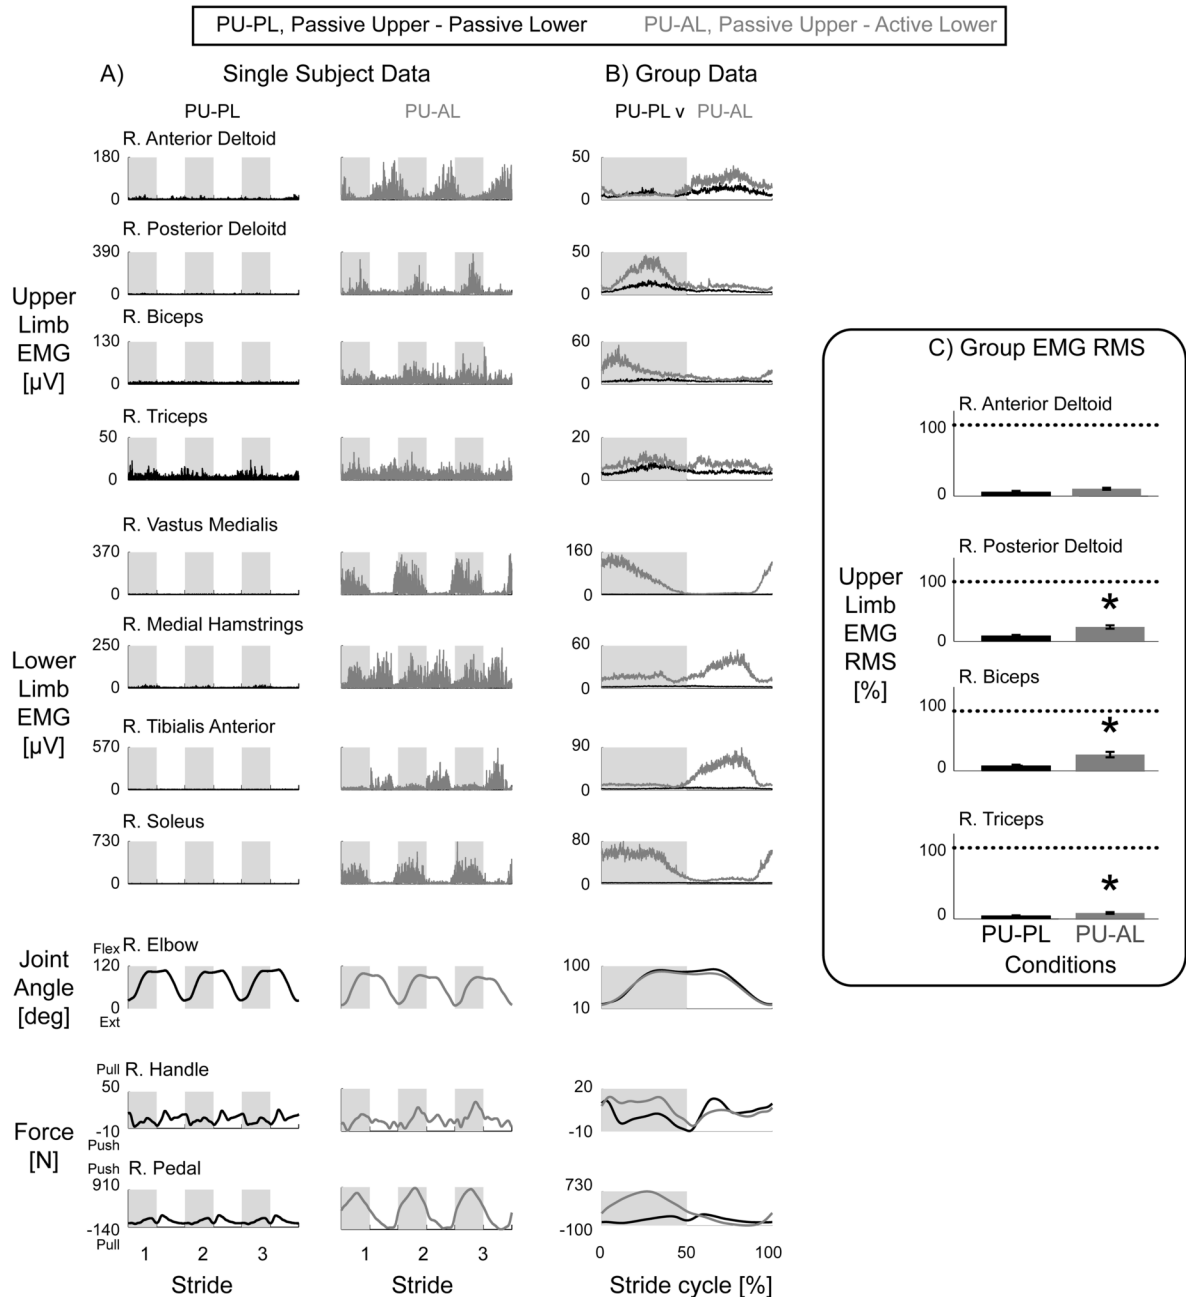 PU-PL, Passive Upper - Passive Lower PU-AL, Passive Upper - Active Lower
A) Single Subject Data B) Group Data
PU-PL PU-AL PU-PL v PU-AL
R. Anterior Deltoid
180
0
50
0
R. Posterior Deloitd
390
0
50
0
Upper
Limb
EMG
[µV]
R. Biceps
130
0
60
0
R. Triceps
50
0
20
0
R. Vastus Medialis
370
0
160
0
Lower
Limb
EMG
[µV]
R. Medial Hamstrings
250
0
60
0
R. Tibialis Anterior
570
0
90
0
R. Soleus
730
0
80
0
Joint
Angle
[deg]
Flex R. Elbow
120
0
Ext
100
10
Force
[N]
Pull R. Handle
50
-10
Push
20
-10
Push R. Pedal
910
-140
Pull
730
-100
1 2 3 1 2 3 0 50 100
Stride Stride Stride cycle [%]
C) Group EMG RMS
Upper
Limb
EMG
RMS
[%]
R. Anterior Deltoid
100
0
R. Posterior Deltoid
100
*
0
R. Biceps
100
*
0
R. Triceps
100
*
0
PU-PL PU-AL
Conditions